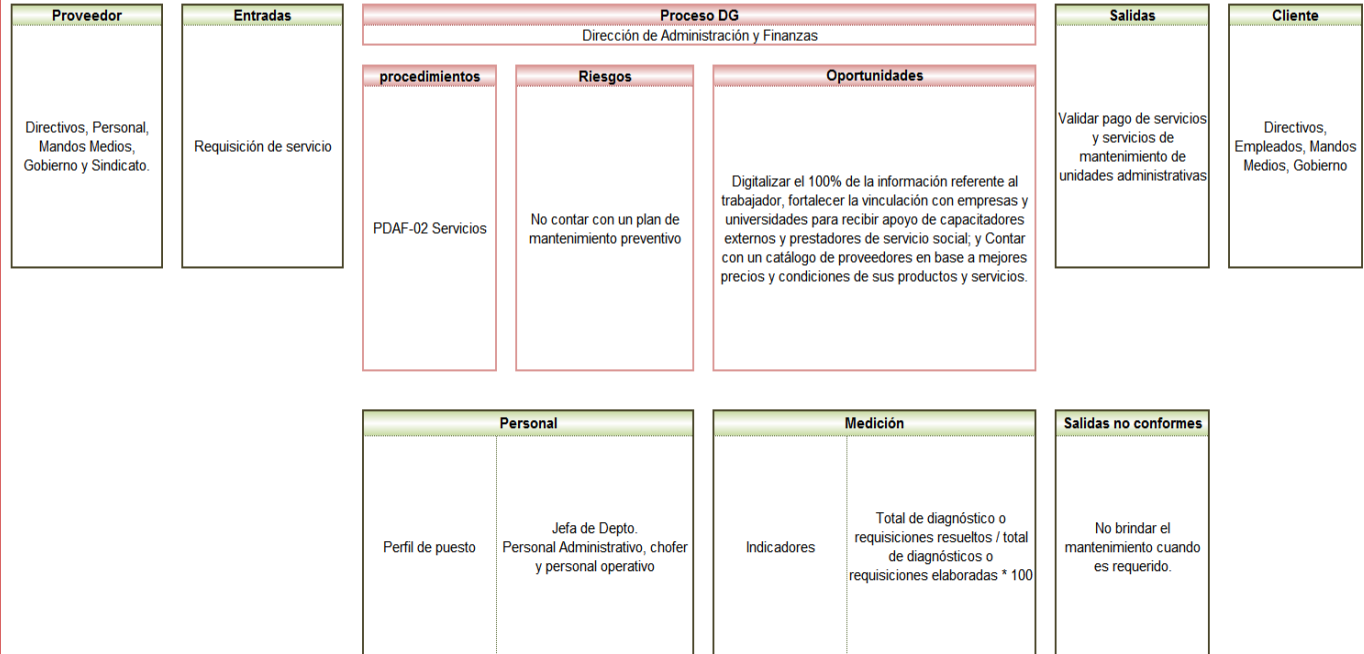 Proveedor
Directivos, Personal,
Mandos Medios,
Gobierno y Sindicato.
Entradas
Requisición de servicio
Proceso DG
Dirección de Administración y Finanzas
procedimientos
PDAF-02 Servicios
Riesgos
No contar con un plan de
mantenimiento preventivo
Oportunidades
Digitalizar el 100% de la información referente al
trabajador, fortalecer la vinculación con empresas y
universidades para recibir apoyo de capacitadores
externos y prestadores de servicio social; y Contar
con un catálogo de proveedores en base a mejores
precios y condiciones de sus productos y servicios.
Salidas
Validar pago de servicios
y servicios de
mantenimiento de
unidades administrativas
Cliente
Directivos,
Empleados, Mandos
Medios, Gobierno
Personal
Perfil de puesto
Jefa de Depto.
Personal Administrativo, chofer
y personal operativo
Medición
Indicadores
Total de diagnóstico o
requisiciones resueltos / total
de diagnósticos o
requisiciones elaboradas * 100
Salidas no conformes
No brindar el
mantenimiento cuando
es requerido.